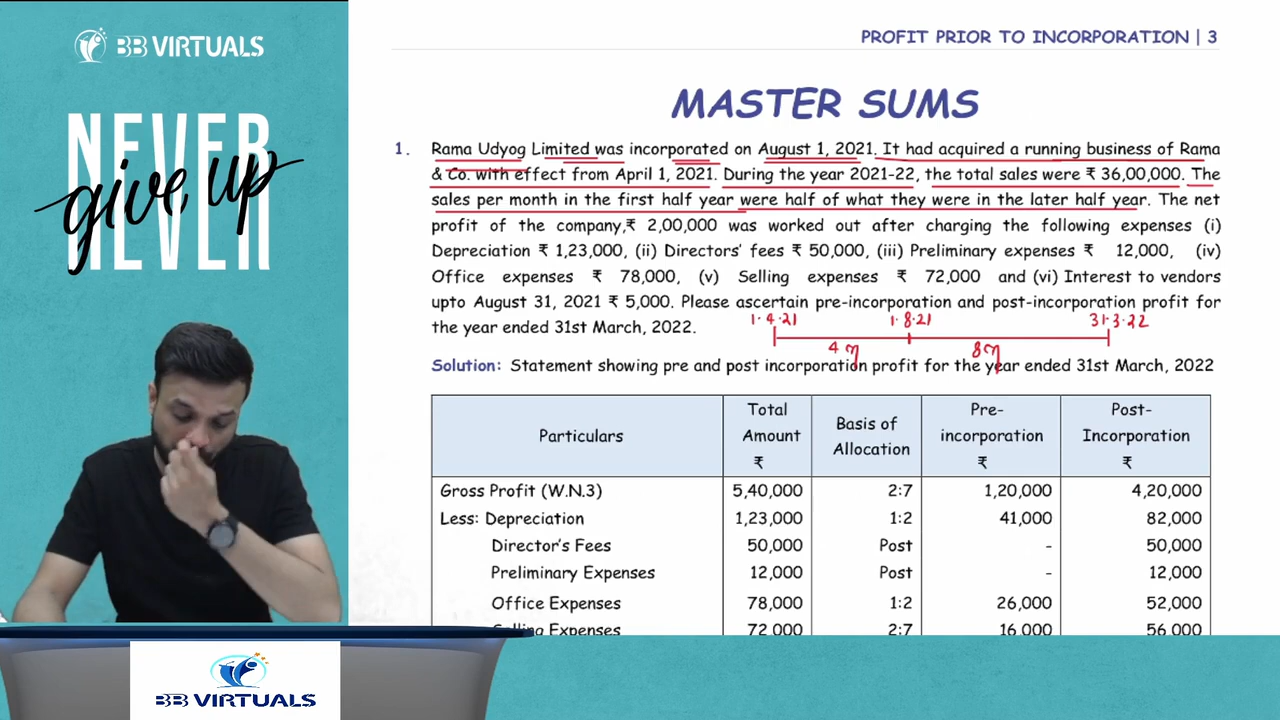 BB VIRTUALS
NEVER
give up
NEVER
PROFIT PRIOR TO INCORPORATION | 3
MASTER SUMS
1. Rama Udyog Limited was incorporated on August 1, 2021. It had acquired a running business of Rama
& Co. with effect from April 1, 2021. During the year 2021-22, the total sales were ₹ 36,00,000. The
sales per month in the first half year were half of what they were in the later half year. The net
profit of the company,₹ 2,00,000 was worked out after charging the following expenses (i)
Depreciation ₹ 1,23,000, (ii) Directors' fees ₹ 50,000, (iii) Preliminary expenses ₹ 12,000, (iv)
Office expenses ₹ 78,000, (v) Selling expenses ₹ 72,000 and (vi) Interest to vendors
upto August 31, 2021 ₹ 5,000. Please ascertain pre-incorporation and post-incorporation profit for
the year ended 31st March, 2022.
1.4.21 1.8.21 31.3.22
4m 8m
Solution: Statement showing pre and post incorporation profit for the year ended 31st March, 2022
Particulars Total Amount ₹ Basis of Allocation Pre-incorporation ₹ Post-Incorporation ₹
Gross Profit (W.N.3) 5,40,000 2:7 1,20,000 4,20,000
Less: Depreciation 1,23,000 1:2 41,000 82,000
Director's Fees 50,000 Post - 50,000
Preliminary Expenses 12,000 Post - 12,000
Office Expenses 78,000 1:2 26,000 52,000
Selling Expenses 72,000 2:7 16,000 56,000
BB VIRTUALS